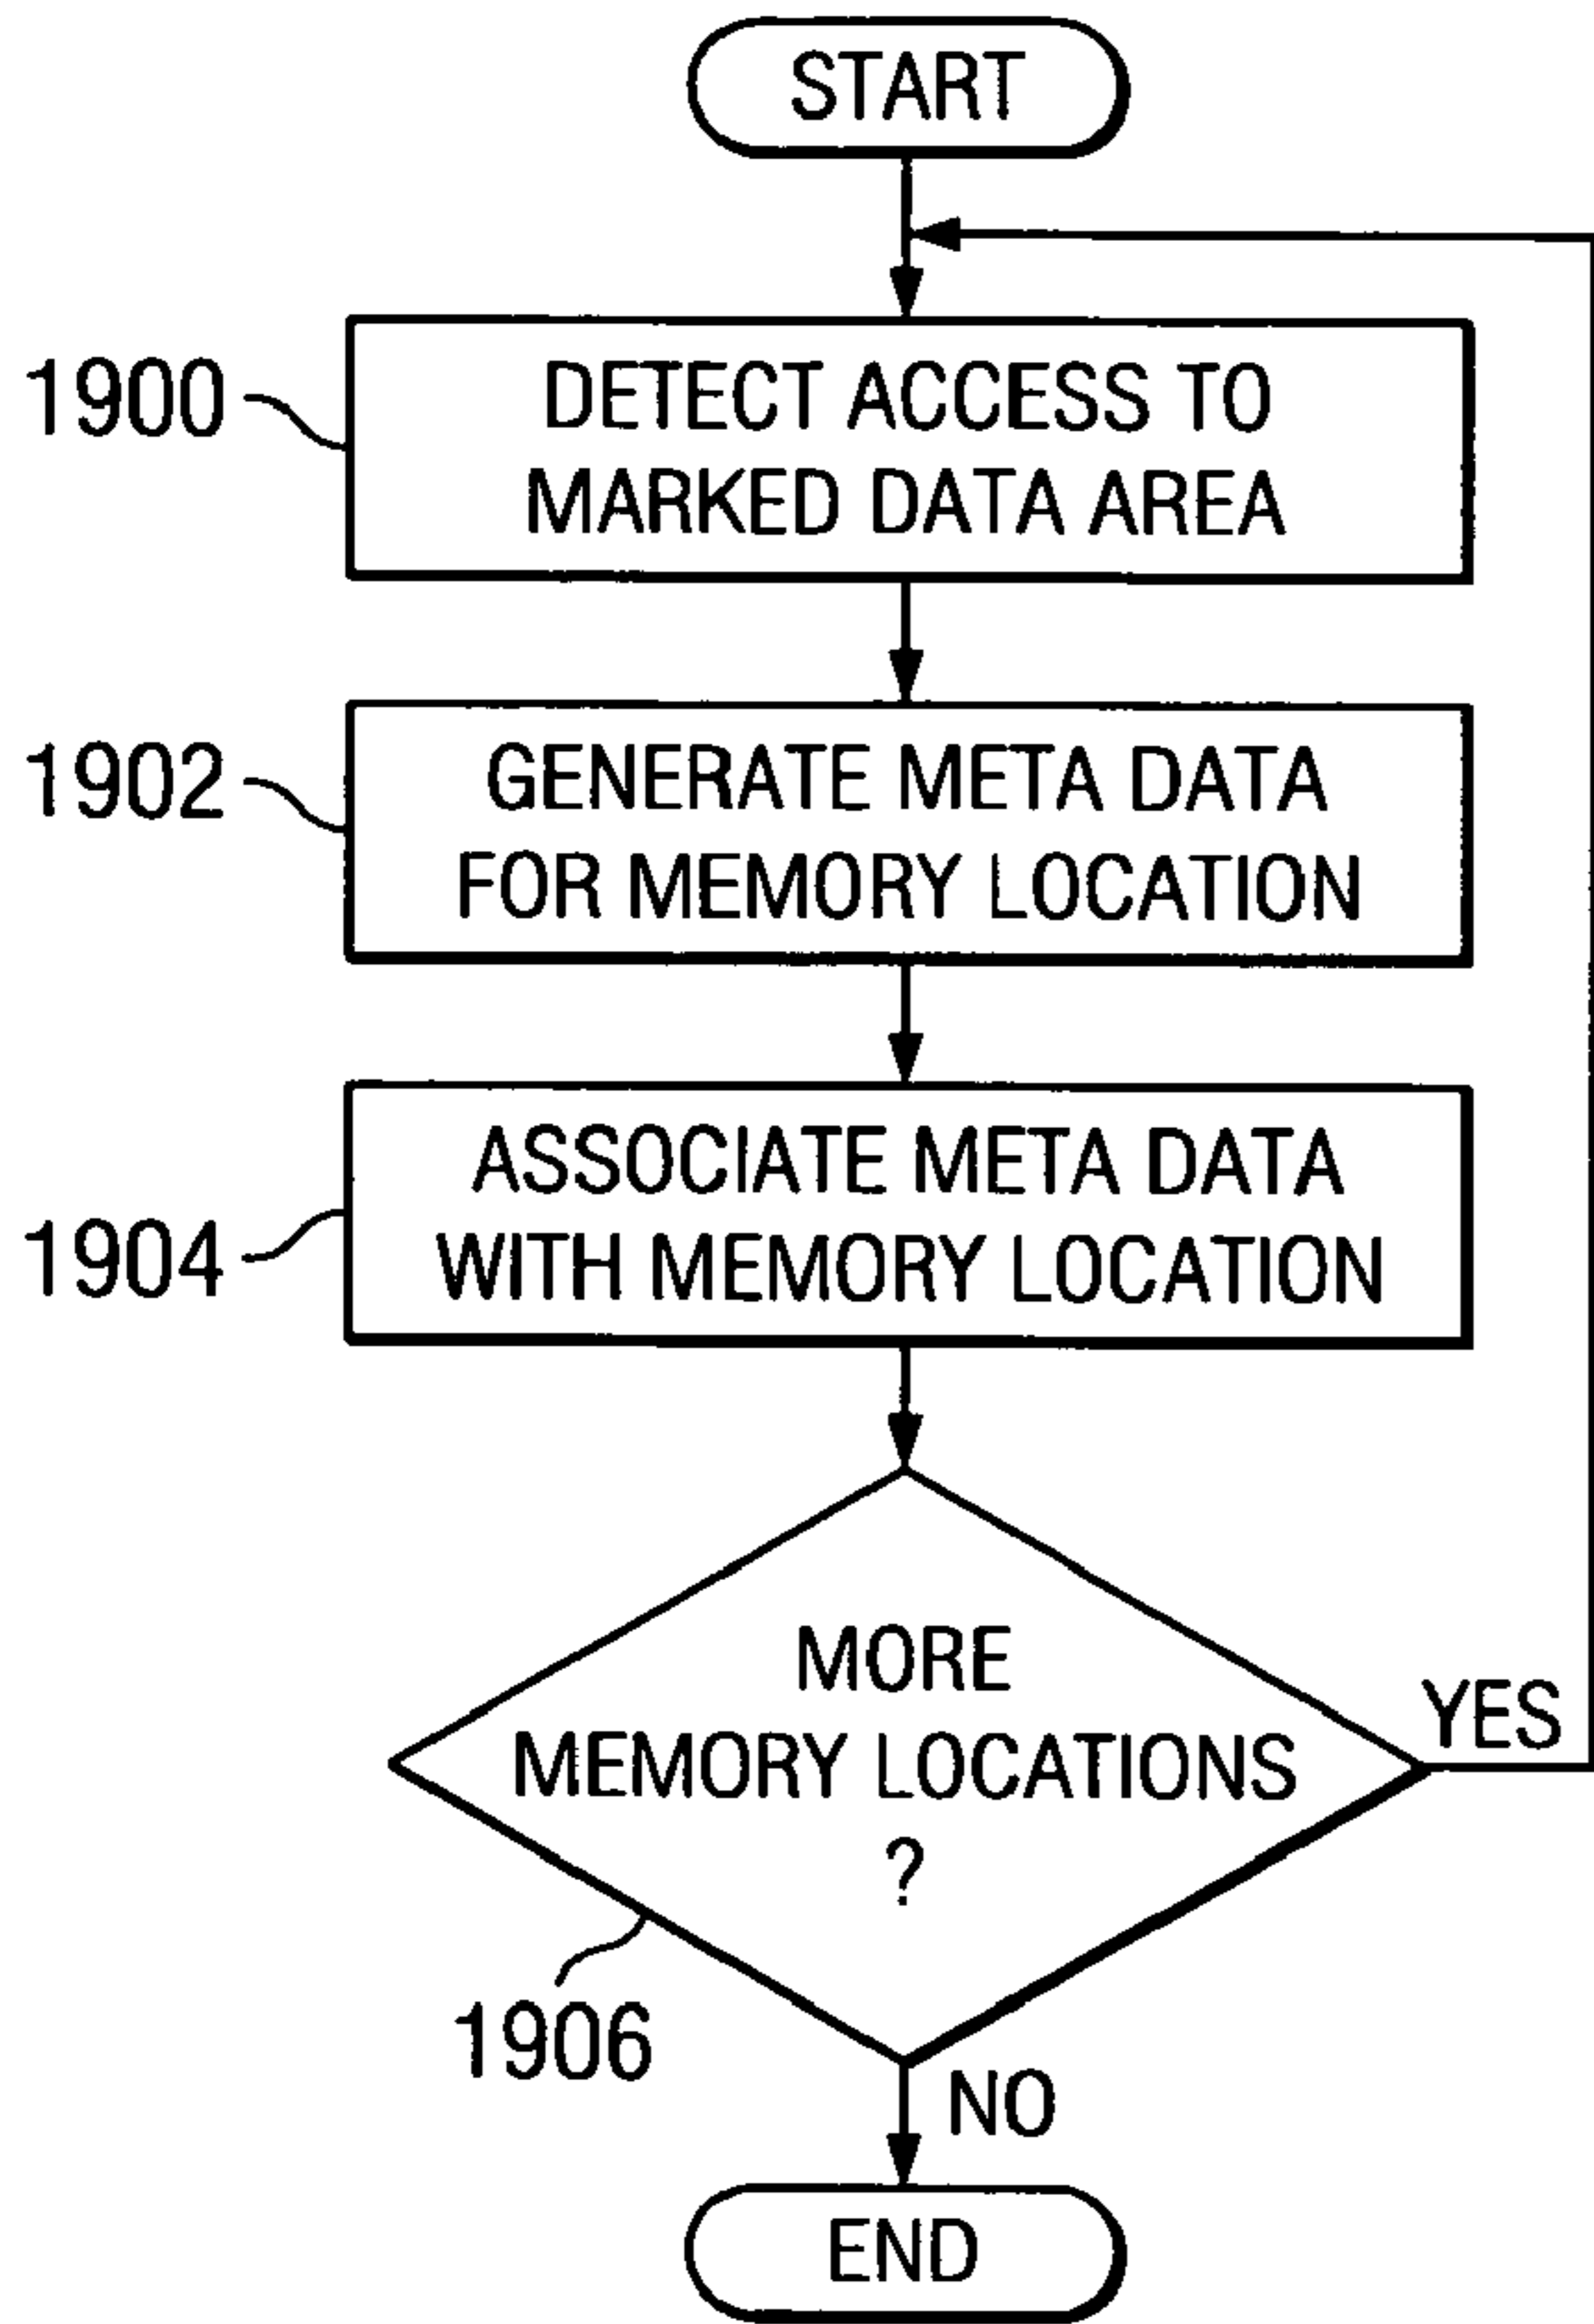 START
1900
DETECT ACCESS TO
MARKED DATA AREA
1902
GENERATE META DATA
FOR MEMORY LOCATION
1904
ASSOCIATE META DATA
WITH MEMORY LOCATION
MORE
MEMORY LOCATIONS
?
YES
1906
NO
END